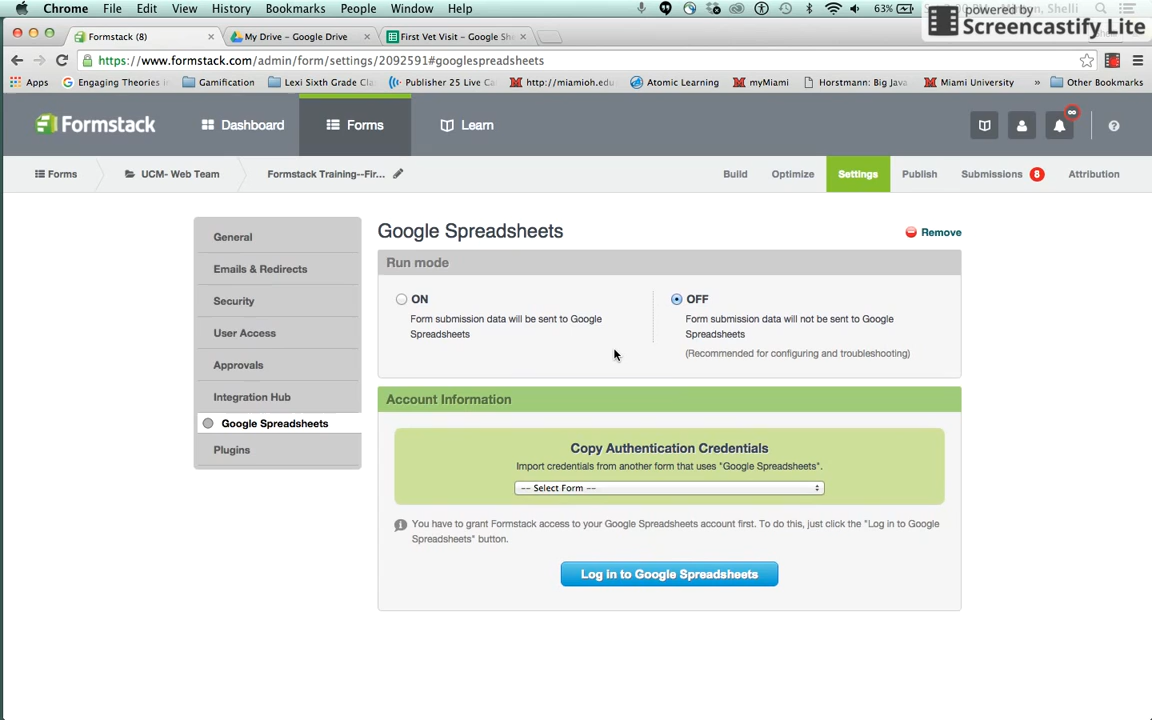 Chrome File Edit View History Bookmarks People Window Help
63%
Shelli
powered by
Screencastify Lite
Formstack (8)
My Drive – Google Drive
First Vet Visit – Google She
https://www.formstack.com/admin/form/settings/2092591#googlespreadsheets
Apps
Engaging Theories in
Gamification
Lexi Sixth Grade Clas
Publisher 25 Live Ca
http://miamioh.edu
Atomic Learning
myMiami
Horstmann: Big Java
Miami University
»
Other Bookmarks
Formstack
Dashboard
Forms
Learn
Forms
UCM- Web Team
Formstack Training--Fir...
Build
Optimize
Settings
Publish
Submissions 8
Attribution
General
Emails & Redirects
Security
User Access
Approvals
Integration Hub
Google Spreadsheets
Plugins
Google Spreadsheets
Remove
Run mode
ON
Form submission data will be sent to Google
Spreadsheets
OFF
Form submission data will not be sent to Google
Spreadsheets
(Recommended for configuring and troubleshooting)
Account Information
Copy Authentication Credentials
Import credentials from another form that uses "Google Spreadsheets".
-- Select Form --
You have to grant Formstack access to your Google Spreadsheets account first. To do this, just click the "Log in to Google
Spreadsheets" button.
Log in to Google Spreadsheets